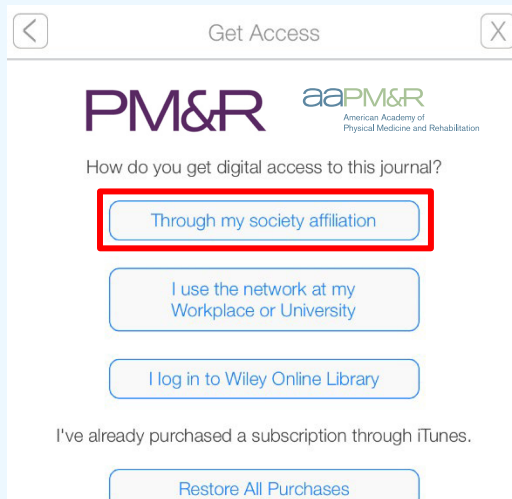 Get Access
X
PM&R
aaPM&R
American Academy of
Physical Medicine and Rehabilitation
How do you get digital access to this journal?
Through my society affiliation
I use the network at my
Workplace or University
I log in to Wiley Online Library
I've already purchased a subscription through iTunes.
Restore All Purchases